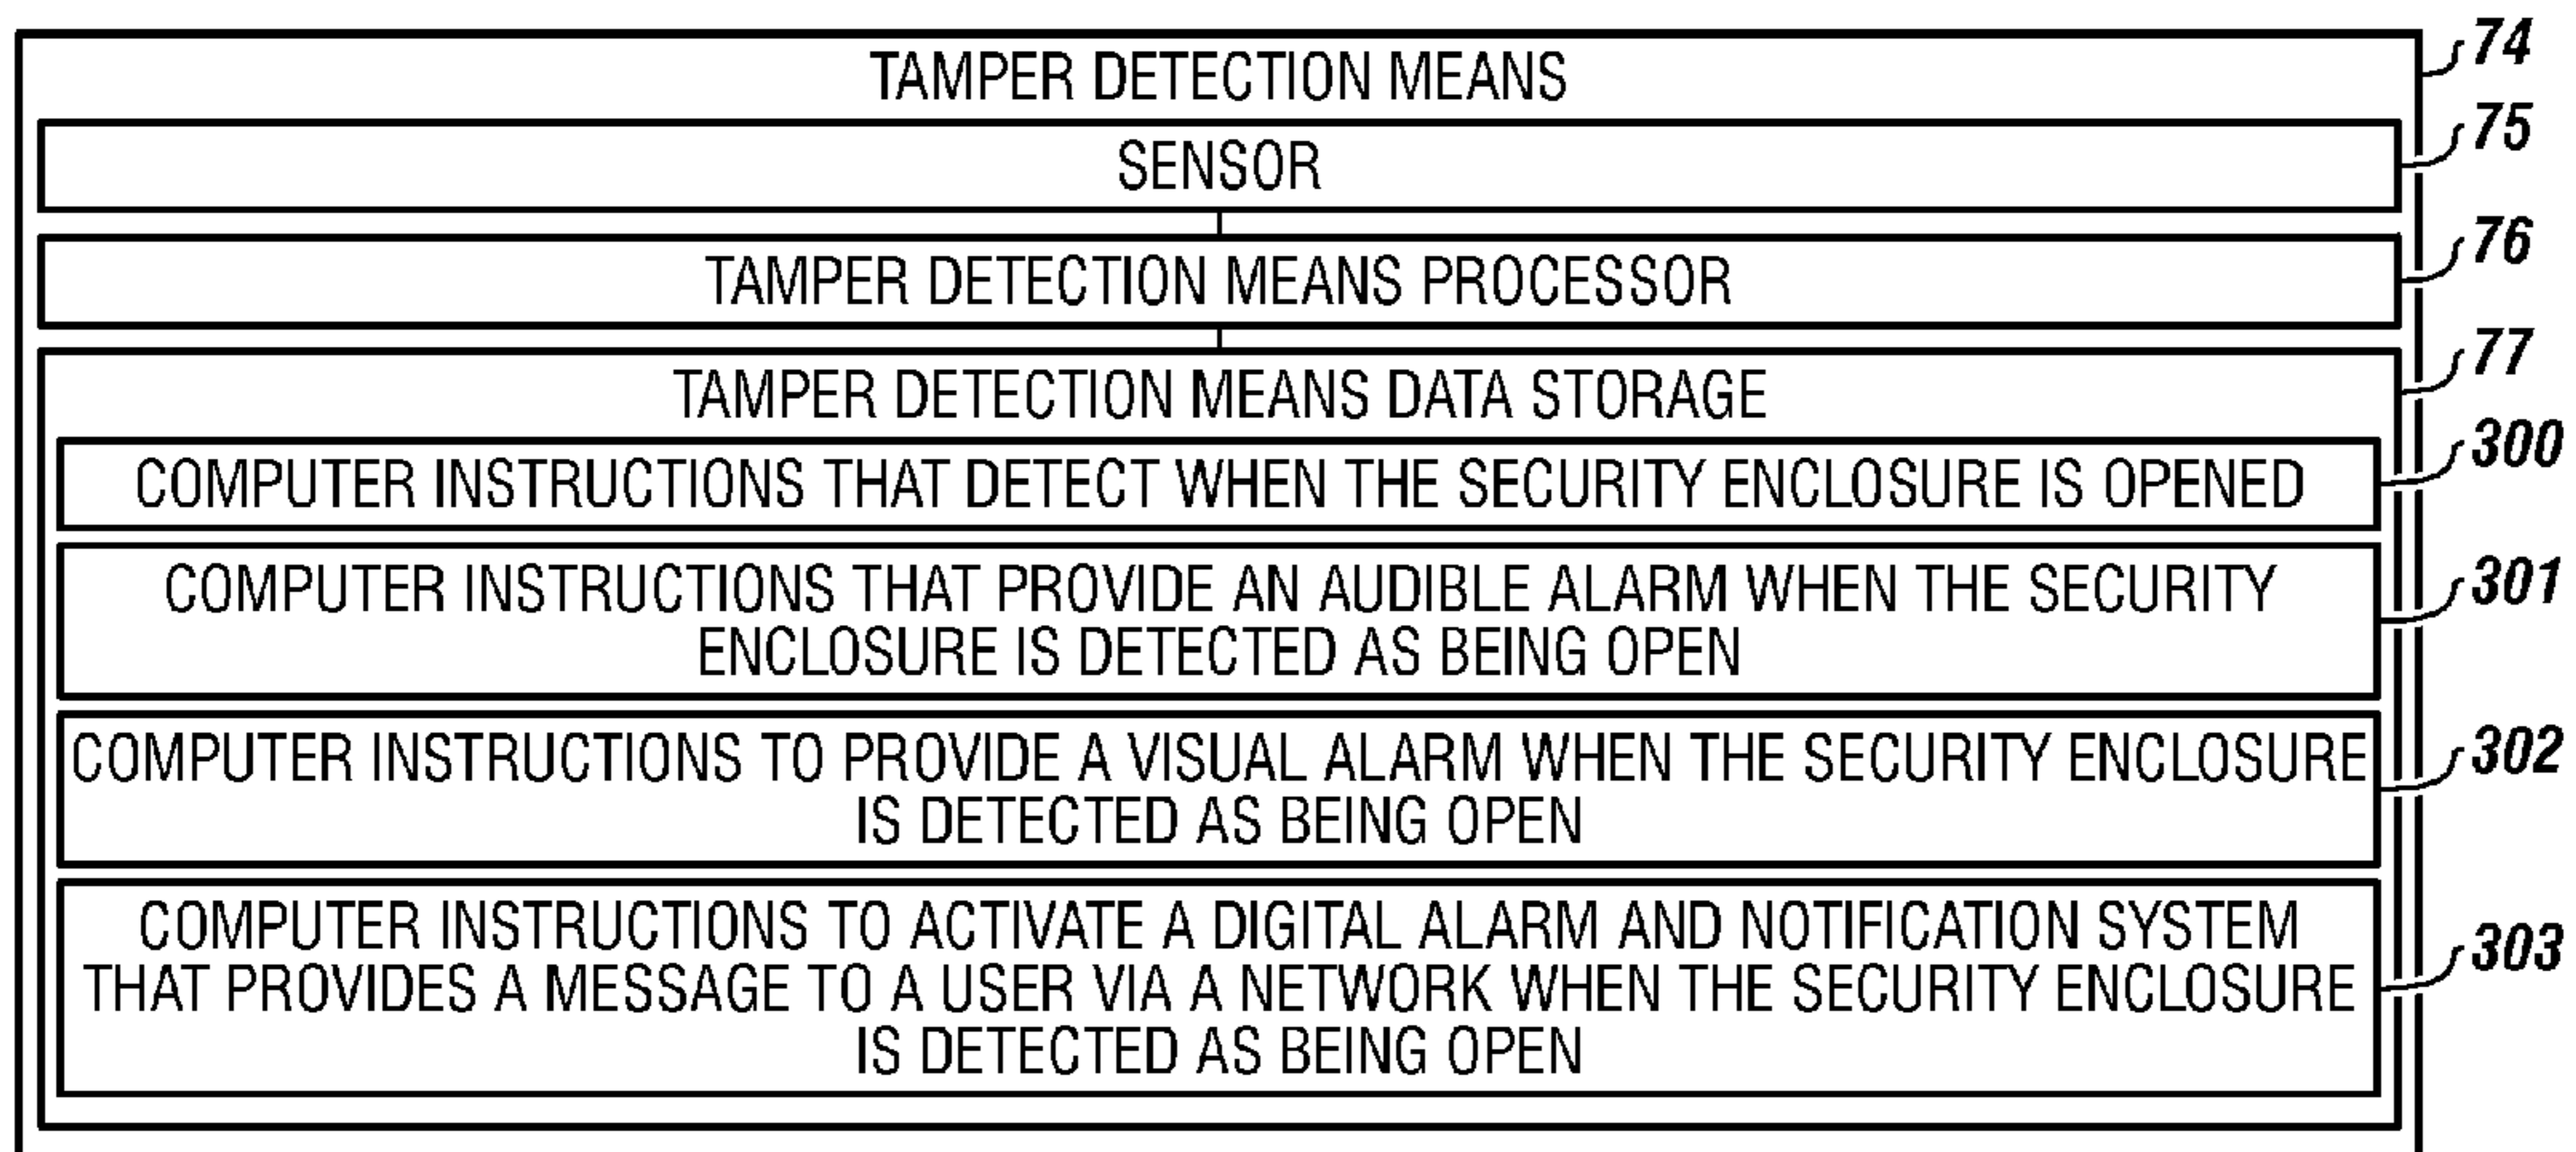 TAMPER DETECTION MEANS
74
SENSOR
75
TAMPER DETECTION MEANS PROCESSOR
76
TAMPER DETECTION MEANS DATA STORAGE
77
COMPUTER INSTRUCTIONS THAT DETECT WHEN THE SECURITY ENCLOSURE IS OPENED
300
COMPUTER INSTRUCTIONS THAT PROVIDE AN AUDIBLE ALARM WHEN THE SECURITY
ENCLOSURE IS DETECTED AS BEING OPEN
301
COMPUTER INSTRUCTIONS TO PROVIDE A VISUAL ALARM WHEN THE SECURITY ENCLOSURE
IS DETECTED AS BEING OPEN
302
COMPUTER INSTRUCTIONS TO ACTIVATE A DIGITAL ALARM AND NOTIFICATION SYSTEM
THAT PROVIDES A MESSAGE TO A USER VIA A NETWORK WHEN THE SECURITY ENCLOSURE
IS DETECTED AS BEING OPEN
303